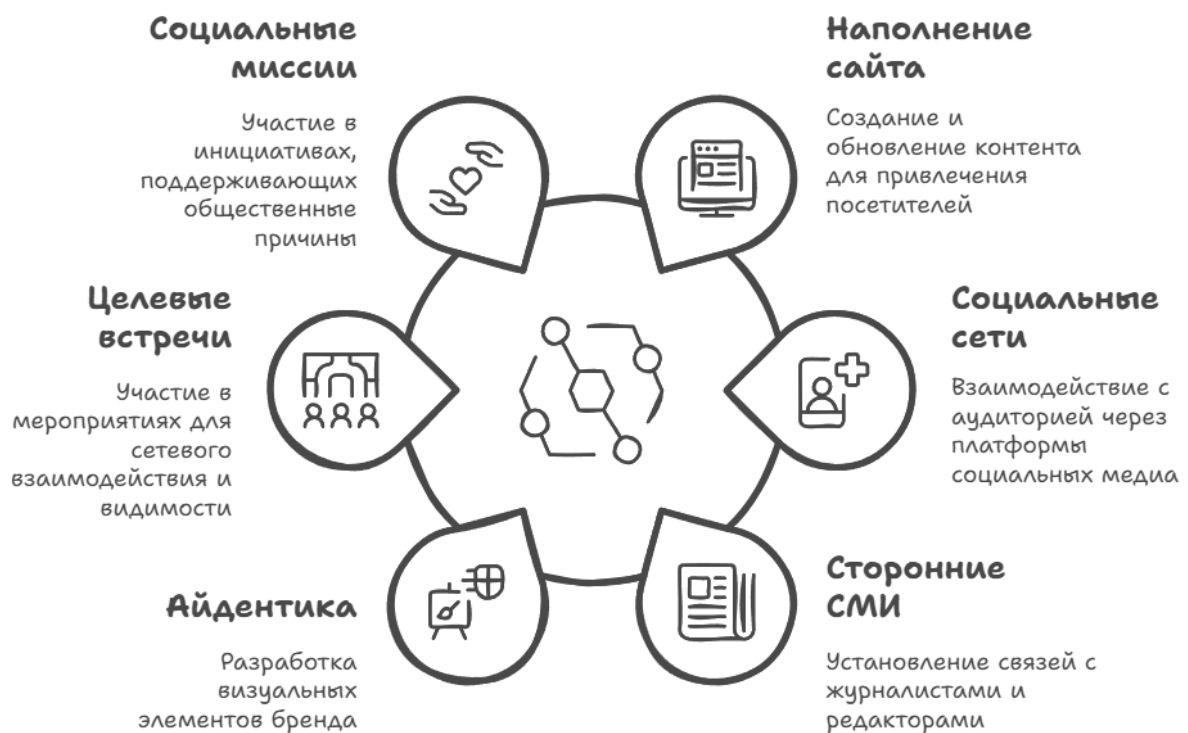 Социальные
миссии
Участие в
инициативах,
поддерживающих
общественные
причины
Наполнение
сайта
Создание и
обновление контента
для привлечения
посетителей
Целевые
встречи
Участие в
мероприятиях для
сетевого
взаимодействия и
видимости
Социальные
сети
Взаимодействие с
аудиторией через
платформы
социальных медиа
Айдентика
Разработка
визуальных
элементов бренда
Сторонние
СМИ
Установление связей с
журналистами и
редакторами